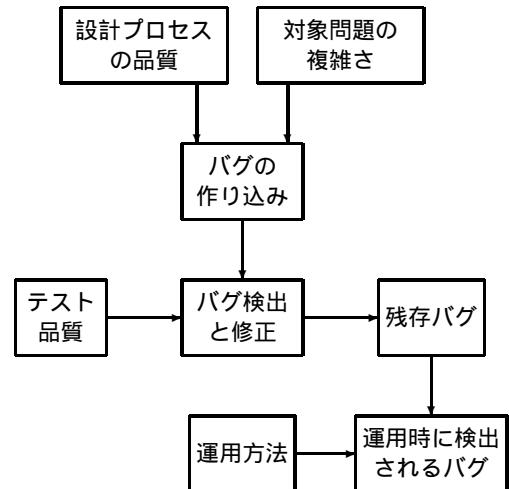 設計プロセス
の品質
対象問題の
複雑さ
バグの
作り込み
テスト
品質
バグ検出
と修正
残存バグ
運用方法
運用時に検出
されるバグ